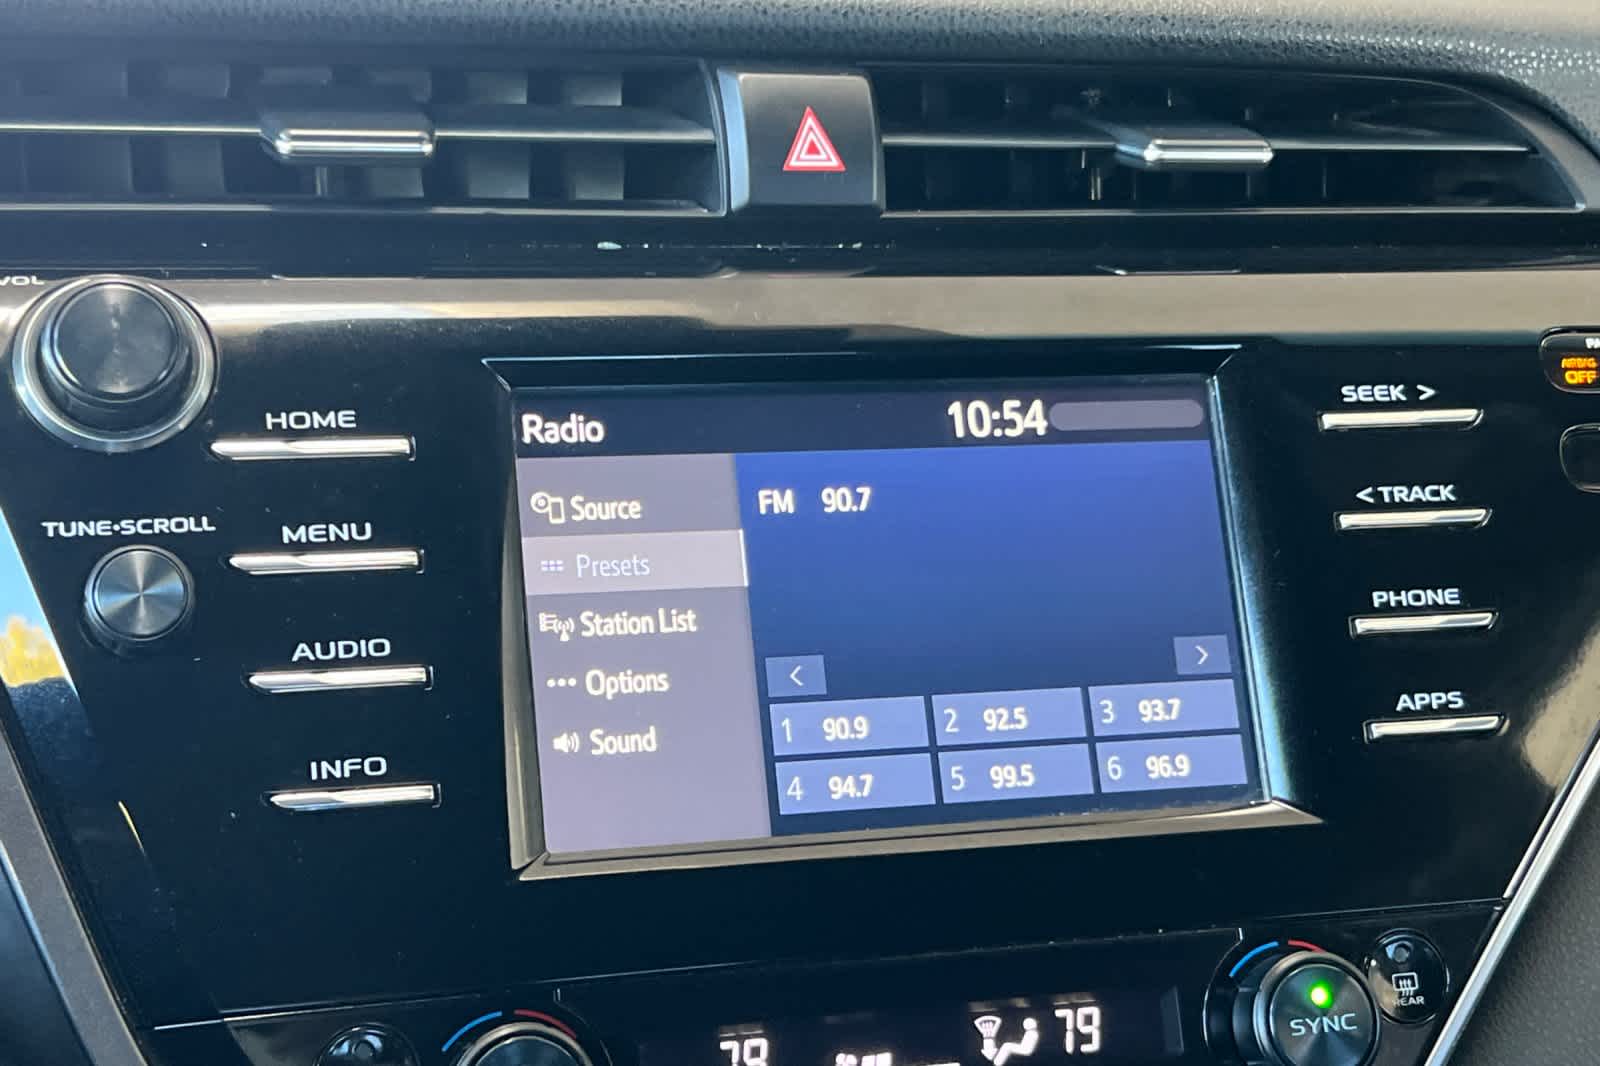 VOL
HOME
MENU
TUNE•SCROLL
AUDIO
INFO
Radio
10:54
Source
Presets
Station List
Options
Sound
FM 90.7
<
>
1 90.9
2 92.5
3 93.7
4 94.7
5 99.5
6 96.9
SEEK >
< TRACK
PHONE
APPS
AIRBAG
OFF
79
SYNC
REAR